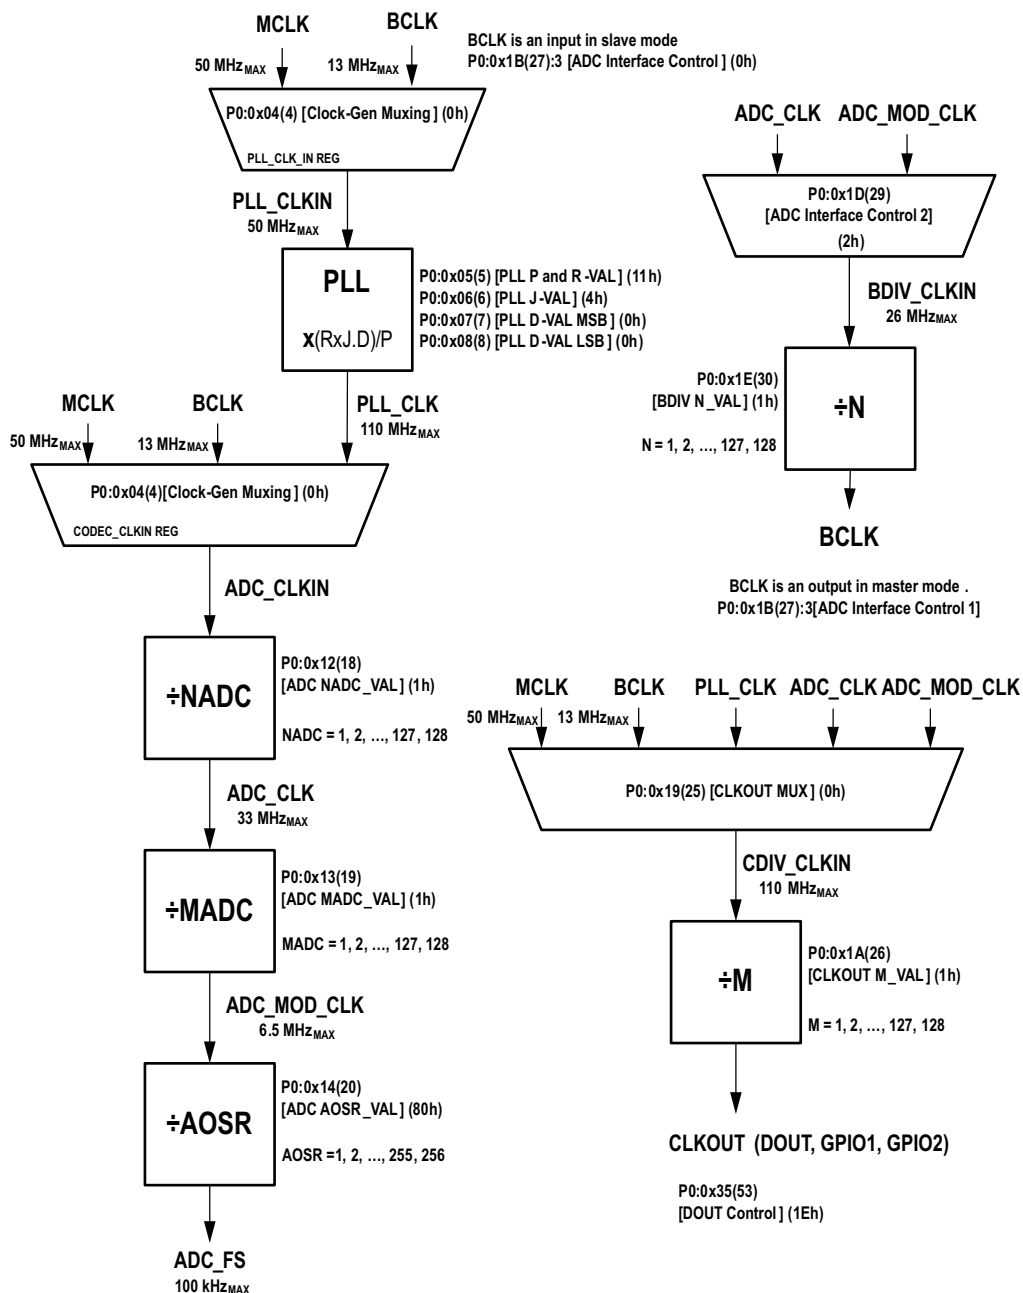 MCLK
BCLK
50 MHzMAX
13 MHzMAX
BCLK is an input in slave mode
P0:0x1B(27):3 [ADC Interface Control ] (0h)
P0:0x04(4) [Clock-Gen Muxing ] (0h)
PLL_CLK_IN REG
PLL_CLKIN
50 MHzMAX
PLL
x(RxJ.D)/P
P0:0x05(5) [PLL P and R -VAL] (11h)
P0:0x06(6) [PLL J-VAL] (4h)
P0:0x07(7) [PLL D-VAL MSB ] (0h)
P0:0x08(8) [PLL D-VAL LSB ] (0h)
MCLK
BCLK
PLL_CLK
50 MHzMAX
13 MHzMAX
110 MHzMAX
P0:0x04(4)[Clock-Gen Muxing ] (0h)
CODEC_CLKIN REG
ADC_CLKIN
÷NADC
P0:0x12(18)
[ADC NADC_VAL] (1h)
NADC = 1, 2, …, 127, 128
ADC_CLK
33 MHzMAX
÷MADC
P0:0x13(19)
[ADC MADC_VAL] (1h)
MADC = 1, 2, …, 127, 128
ADC_MOD_CLK
6.5 MHzMAX
÷AOSR
P0:0x14(20)
[ADC AOSR_VAL] (80h)
AOSR =1, 2, …, 255, 256
ADC_FS
100 kHzMAX
ADC_CLK
ADC_MOD_CLK
P0:0x1D(29)
[ADC Interface Control 2]
(2h)
BDIV_CLKIN
26 MHzMAX
P0:0x1E(30)
[BDIV N_VAL] (1h)
N = 1, 2, …, 127, 128
÷N
BCLK
BCLK is an output in master mode .
P0:0x1B(27):3[ADC Interface Control 1]
MCLK
BCLK
PLL_CLK
ADC_CLK
ADC_MOD_CLK
50 MHzMAX
13 MHzMAX
P0:0x19(25) [CLKOUT MUX] (0h)
CDIV_CLKIN
110 MHzMAX
÷M
P0:0x1A(26)
[CLKOUT M_VAL] (1h)
M = 1, 2, …, 127, 128
CLKOUT (DOUT, GPIO1, GPIO2)
P0:0x35(53)
[DOUT Control] (1Eh)